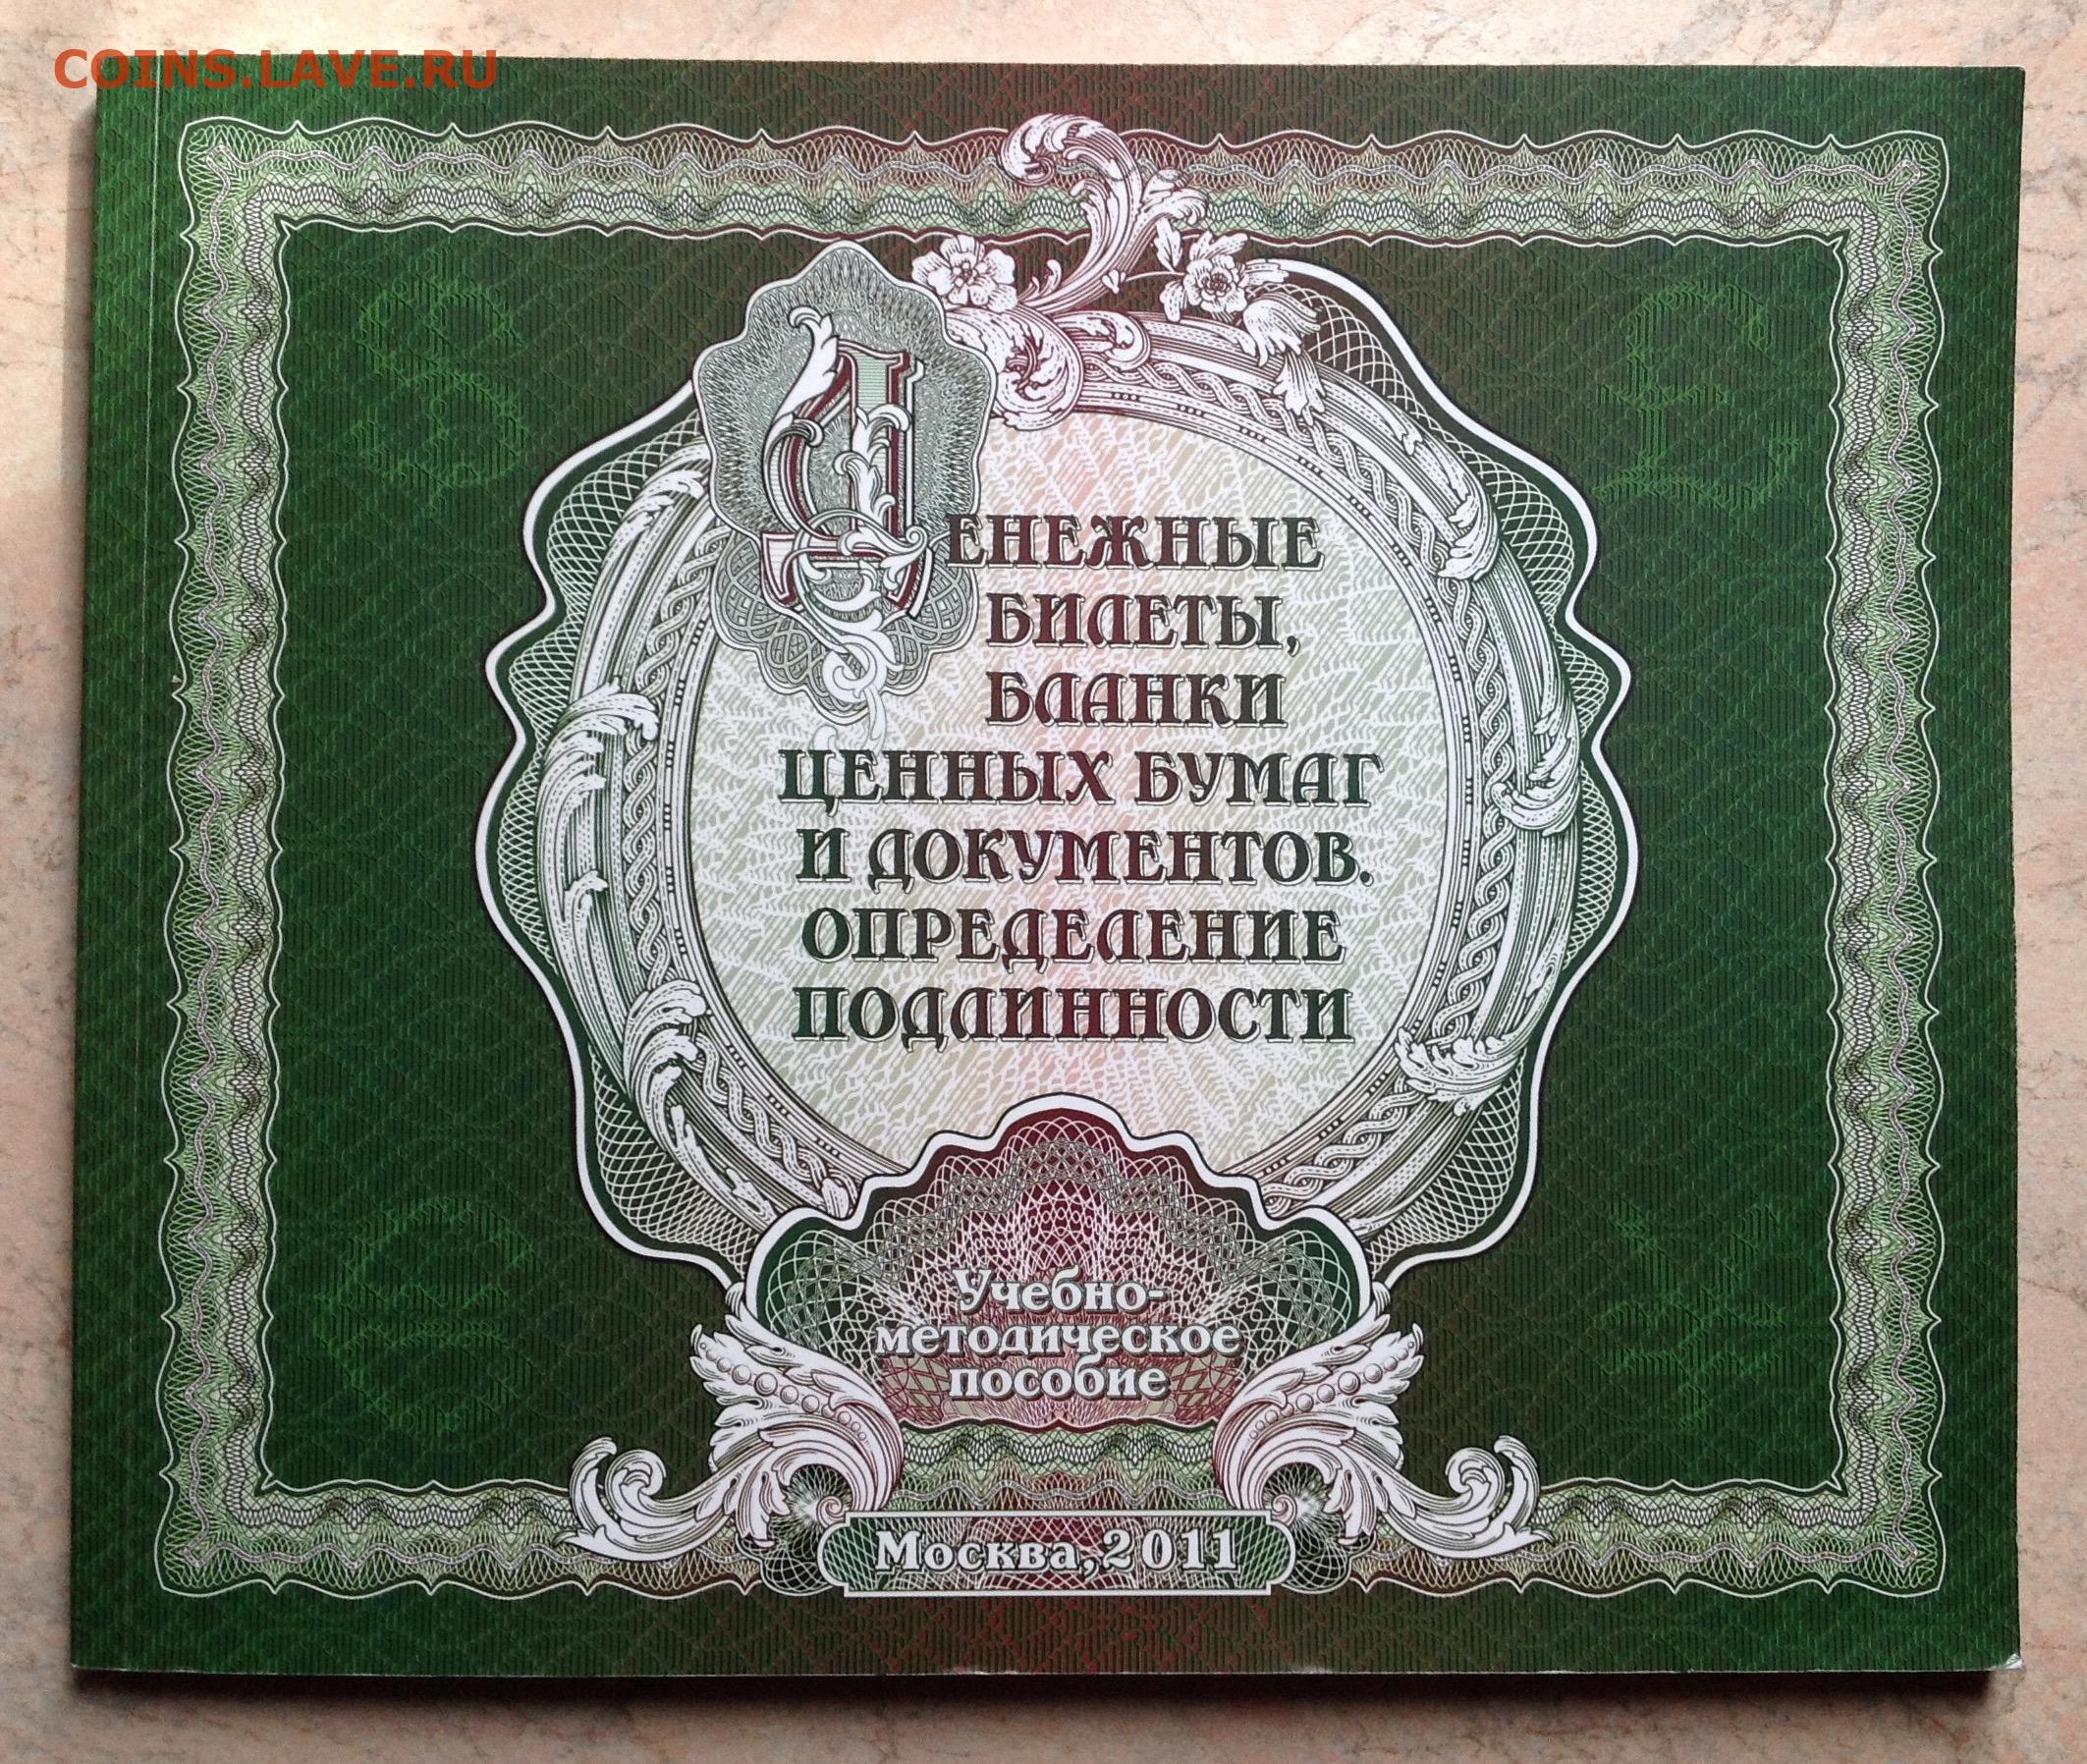 COINS.LAVE.RU
ДЕНЕЖНЫЕ
БИЛЕТЫ,
БЛАНКИ
ЦЕННЫХ БУМАГ
И ДОКУМЕНТОВ.
ОПРЕДЕЛЕНИЕ
ПОДЛИННОСТИ
Учебно-
методическое
пособие
Москва, 2011